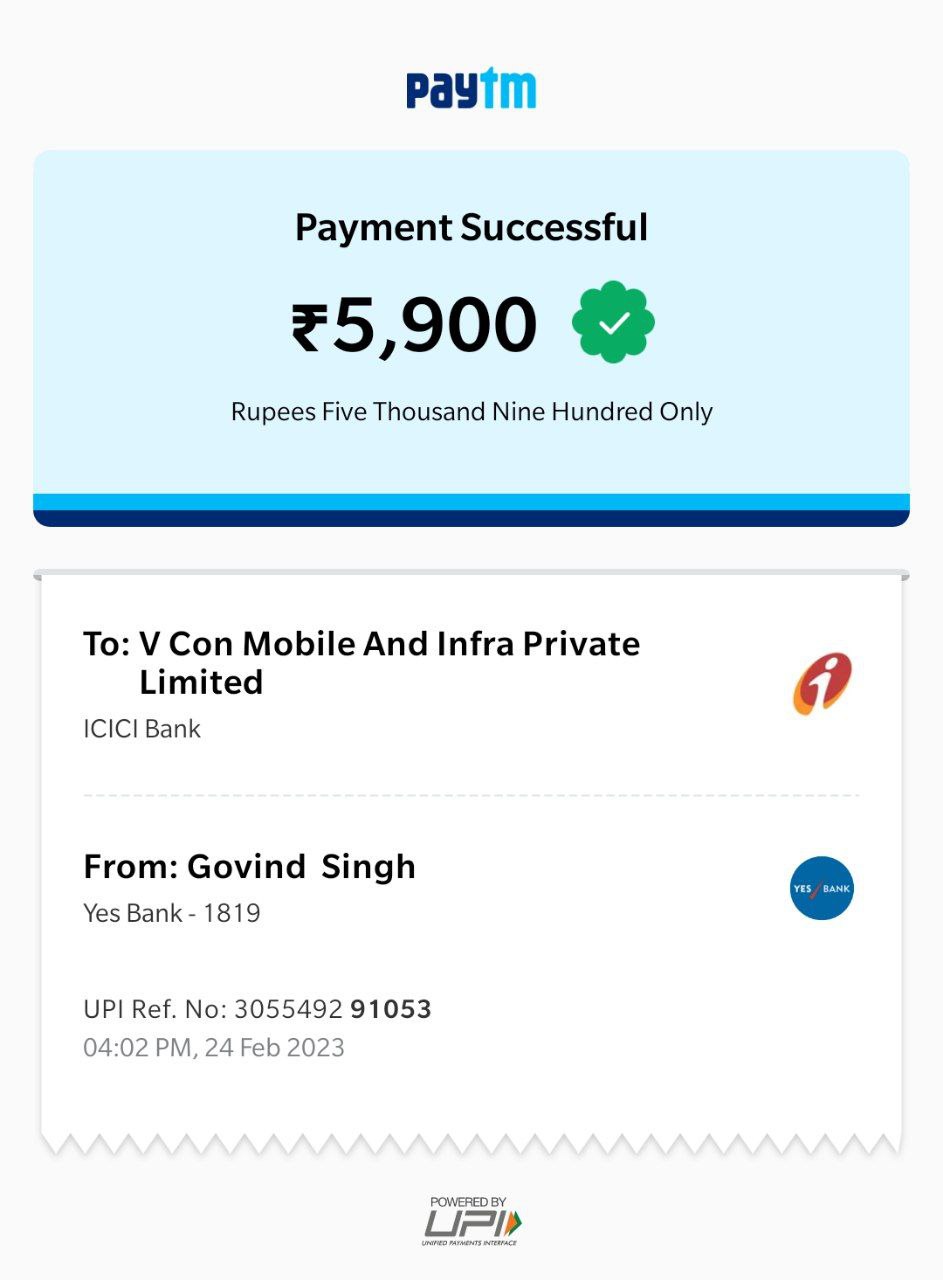 paytm
Payment Successful
₹5,900
Rupees Five Thousand Nine Hundred Only
To: V Con Mobile And Infra Private
Limited
ICICI Bank
From: Govind  Singh
YES BANK
Yes Bank - 1819
UPI Ref. No: 3055492 91053
04:02 PM, 24 Feb 2023
POWERED BY
UPI
UNIFIED PAYMENTS INTERFACE